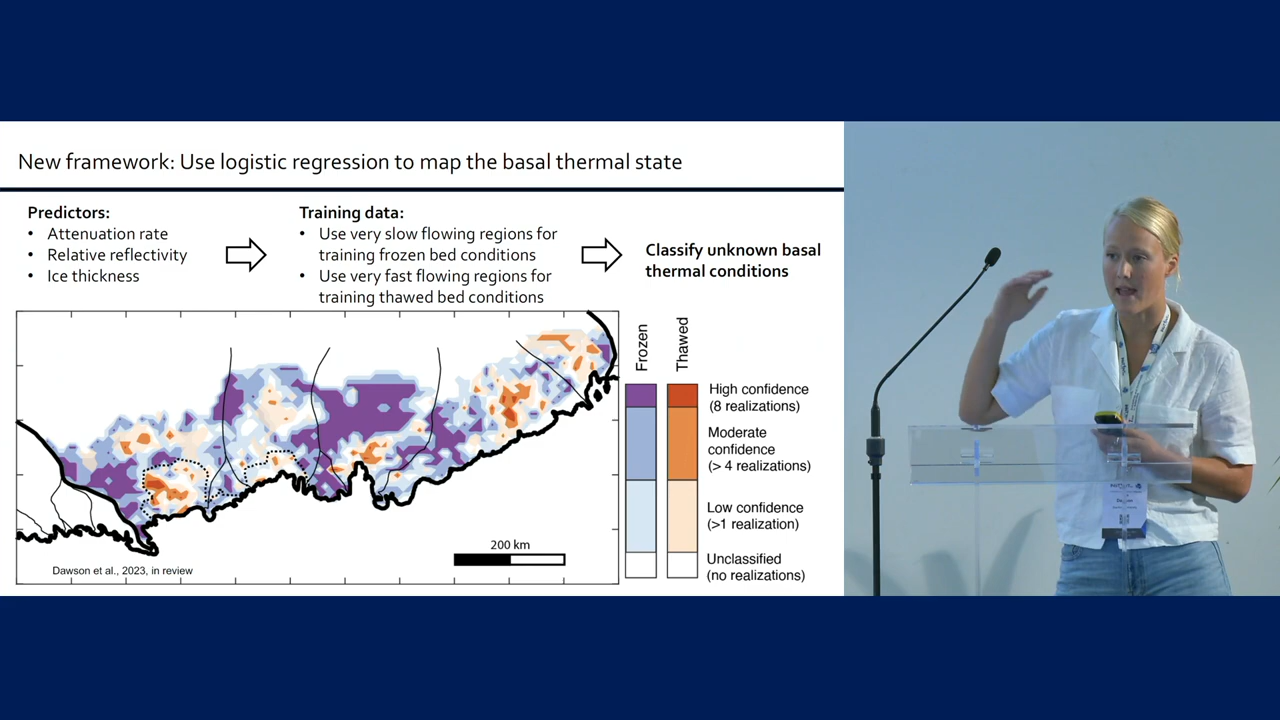 New framework: Use logistic regression to map the basal thermal state
Predictors:
• Attenuation rate
• Relative reflectivity
• Ice thickness
Training data:
• Use very slow flowing regions for
training frozen bed conditions
• Use very fast flowing regions for
training thawed bed conditions
Classify unknown basal
thermal conditions
Frozen
Thawed
High confidence
(8 realizations)
Moderate
confidence
(> 4 realizations)
Low confidence
(>1 realization)
Unclassified
(no realizations)
200 km
Dawson et al., 2023, in review